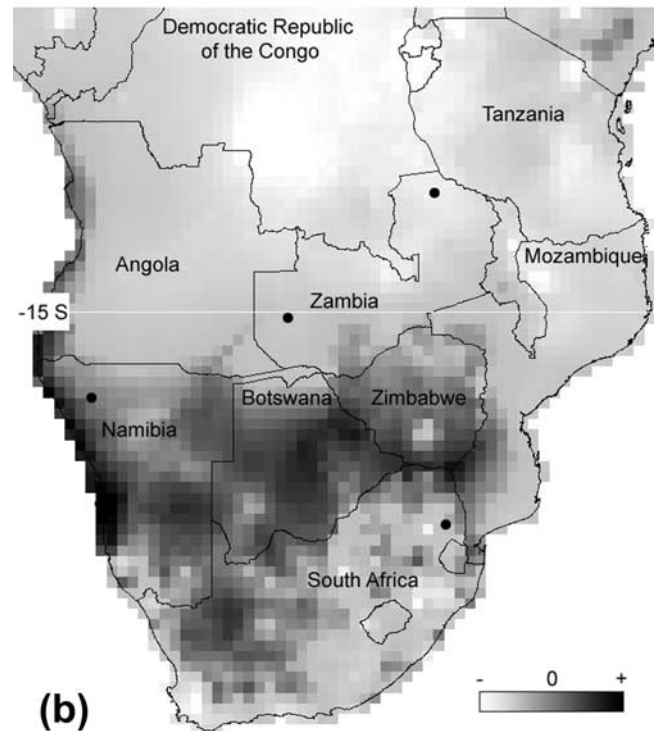 Democratic Republic
of the Congo
Tanzania
Angola
Mozambique
Zambia
-15 S
Botswana
Zimbabwe
Namibia
South Africa
- 0 +
(b)